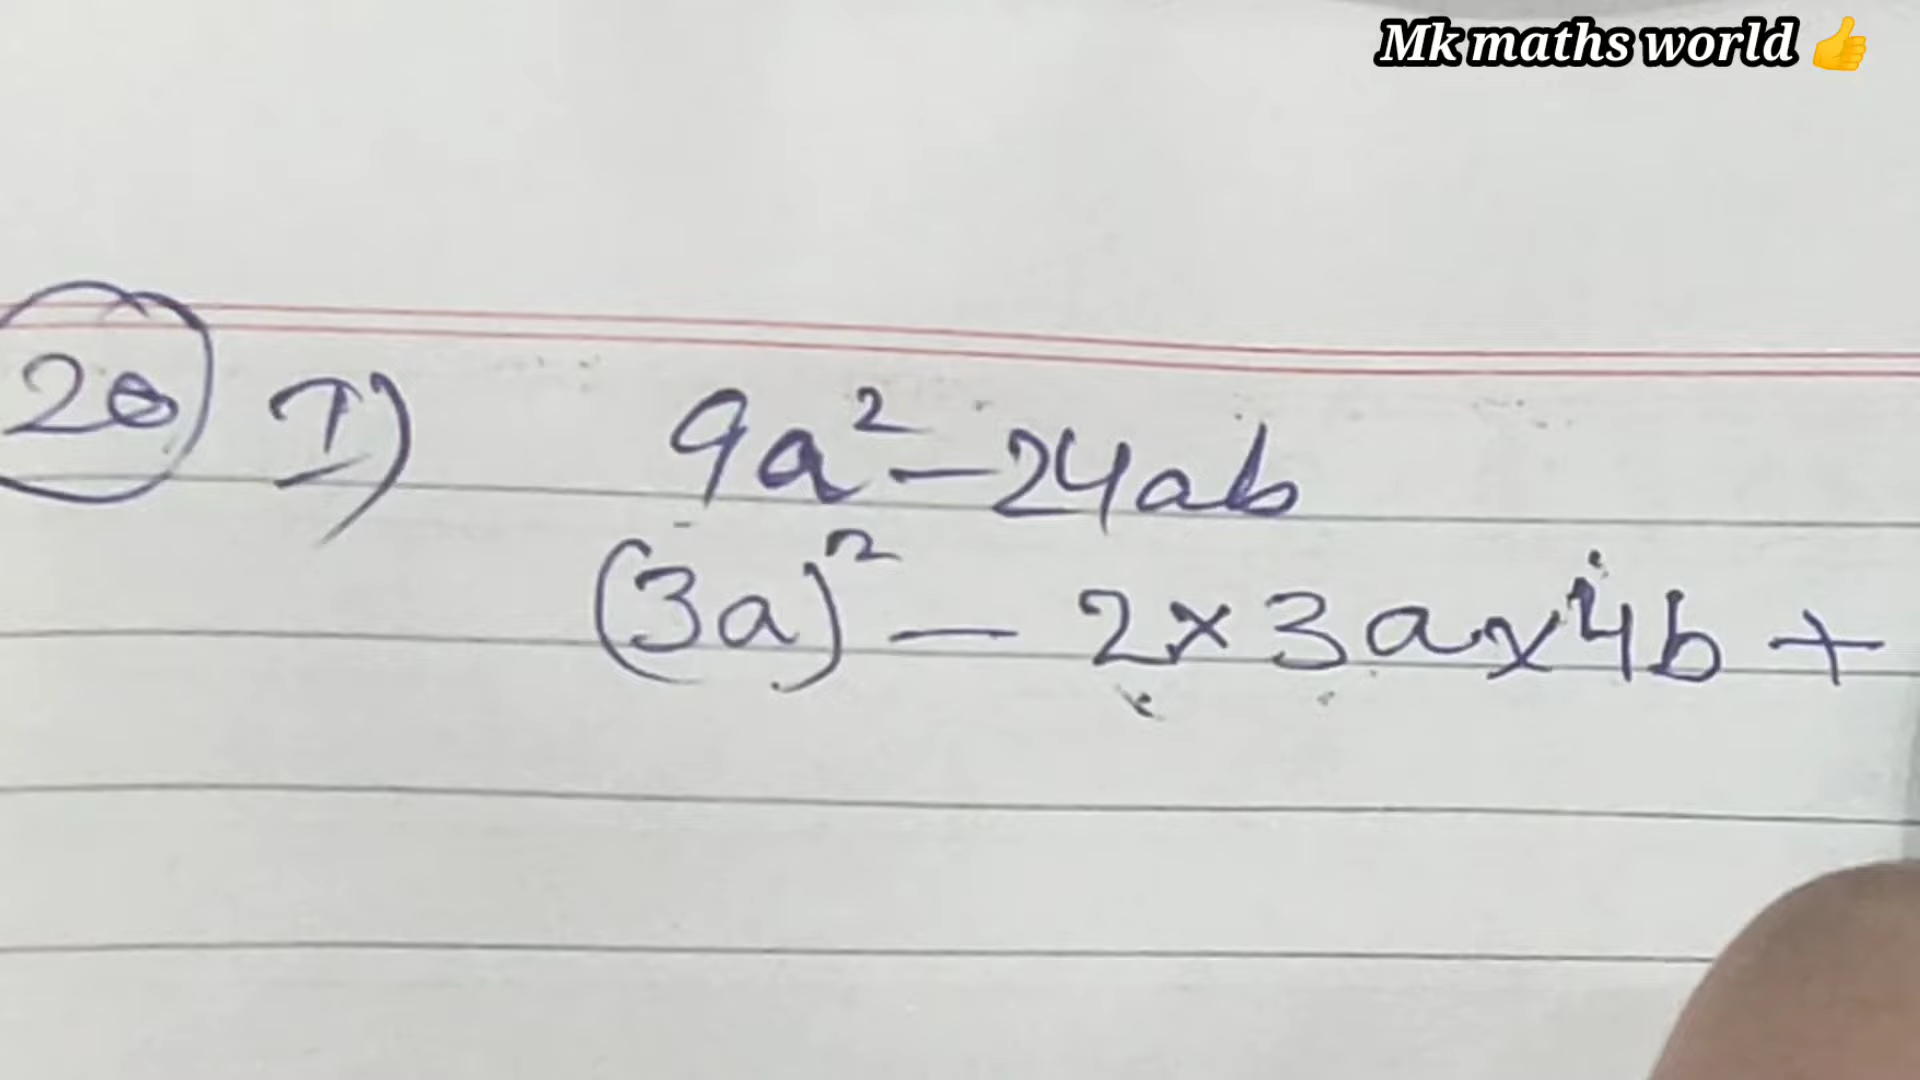 Mk maths world 👍
20 I) 9a² - 24ab
(3a)² - 2×3a×4b +